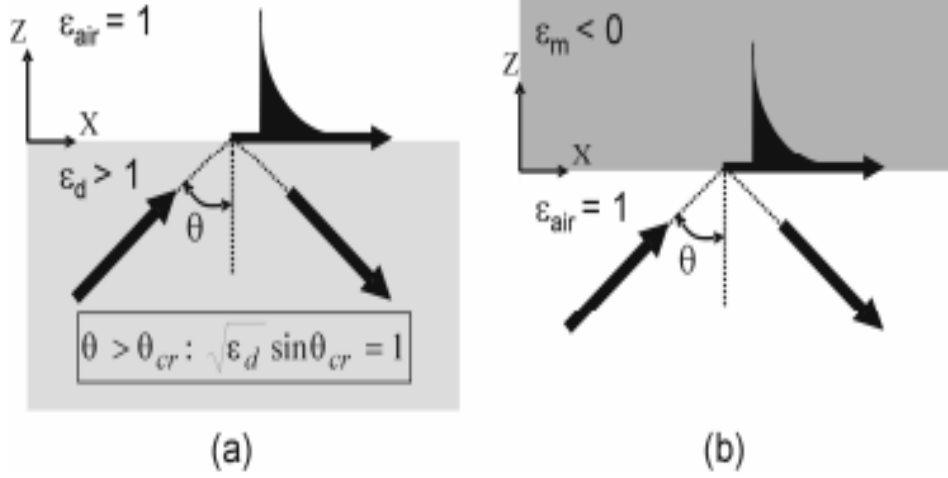 Z
ε_air = 1
X
ε_d > 1
θ
θ > θ_cr : √ε_d sinθ_cr = 1
(a)
ε_m < 0
Z
X
ε_air = 1
θ
(b)